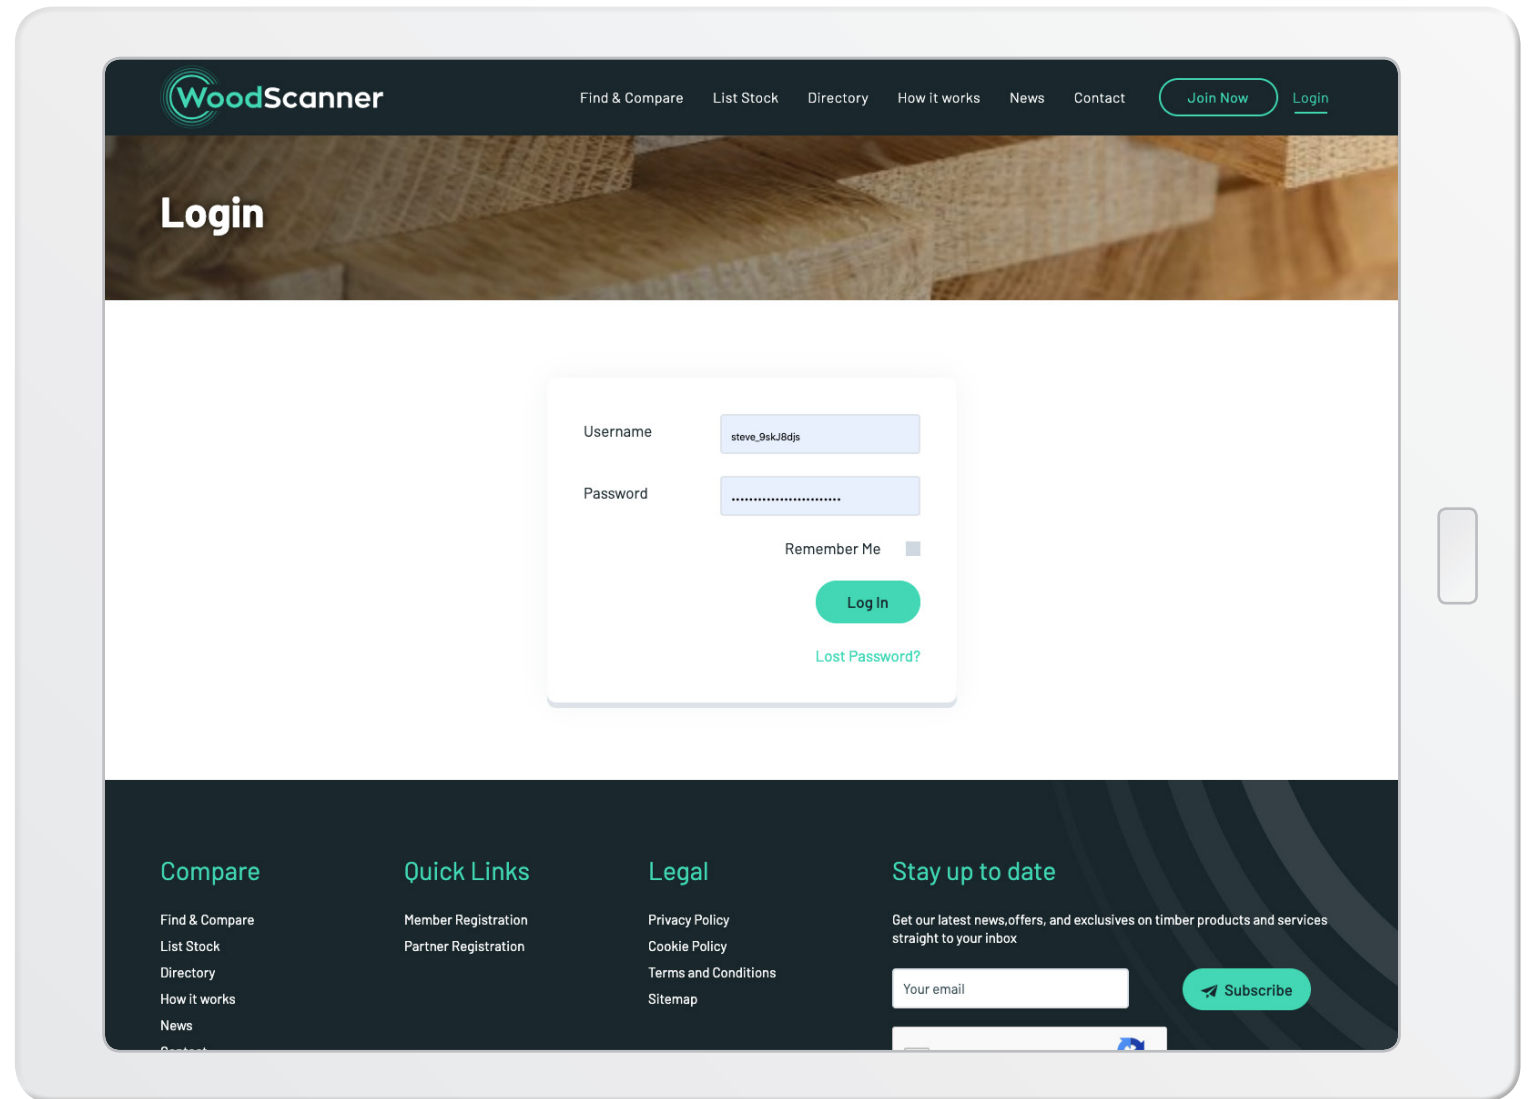 WoodScanner
Find & Compare
List Stock
Directory
How it works
News
Contact
Join Now
Login
Login
Username
steve_9skJ8djs
Password
Remember Me
Log In
Lost Password?
Compare
Find & Compare
List Stock
Directory
How it works
News
Contact
Quick Links
Member Registration
Partner Registration
Legal
Privacy Policy
Cookie Policy
Terms and Conditions
Sitemap
Stay up to date
Get our latest news,offers, and exclusives on timber products and services
straight to your inbox
Your email
Subscribe